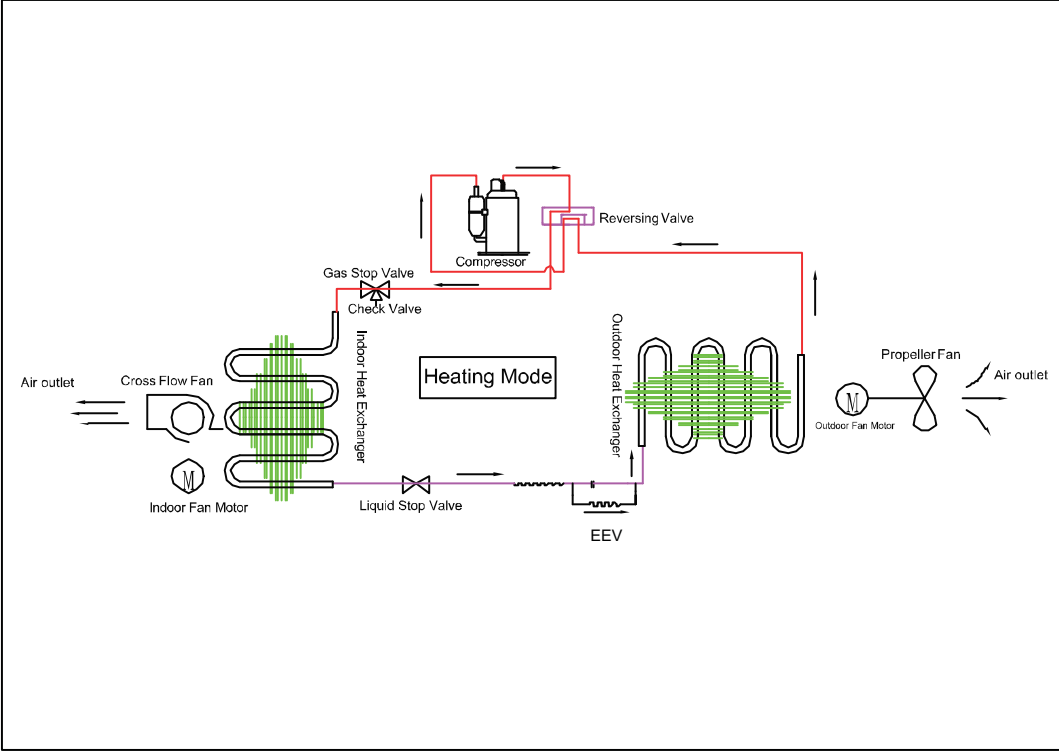 Reversing Valve
Compressor
Gas Stop Valve
Check Valve
Indoor Heat Exchanger
Outdoor Heat Exchanger
Heating Mode
Propeller Fan
Air outlet
Air outlet
Cross Flow Fan
M
Outdoor Fan Motor
M
Indoor Fan Motor
Liquid Stop Valve
EEV